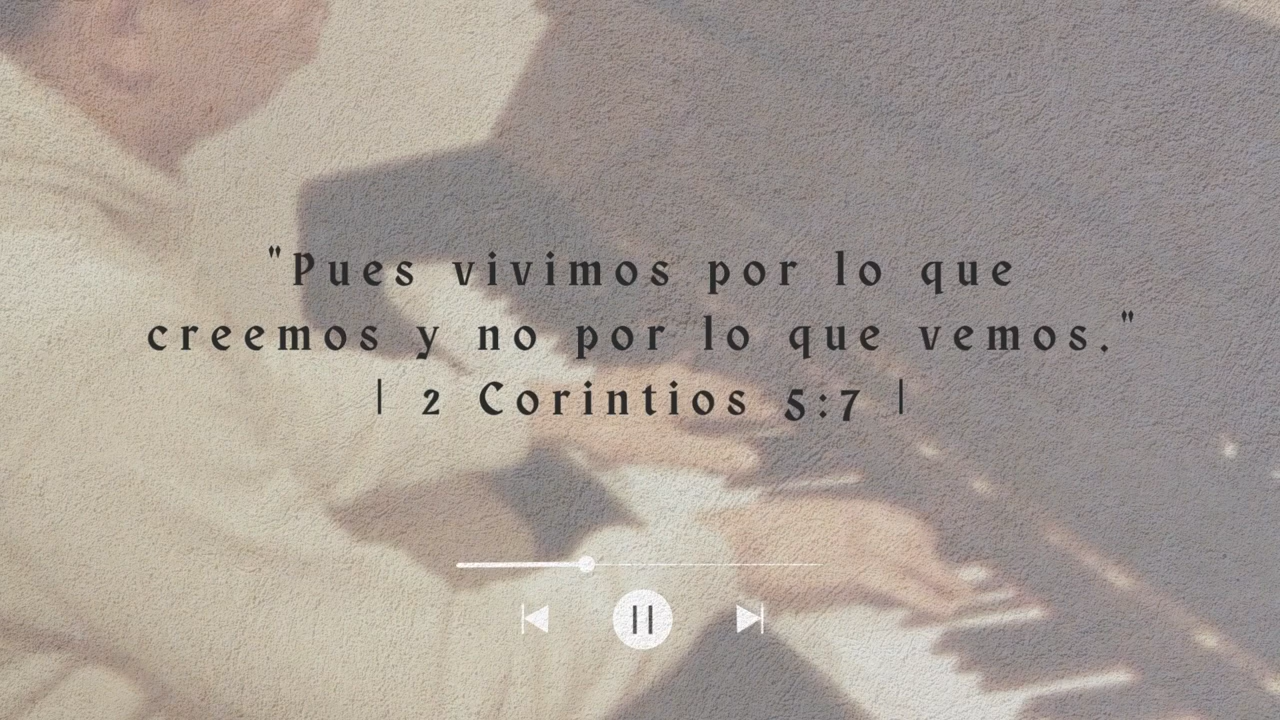 "Pues vivimos por lo que
creemos y no por lo que vemos."
| 2 Corintios 5:7 |